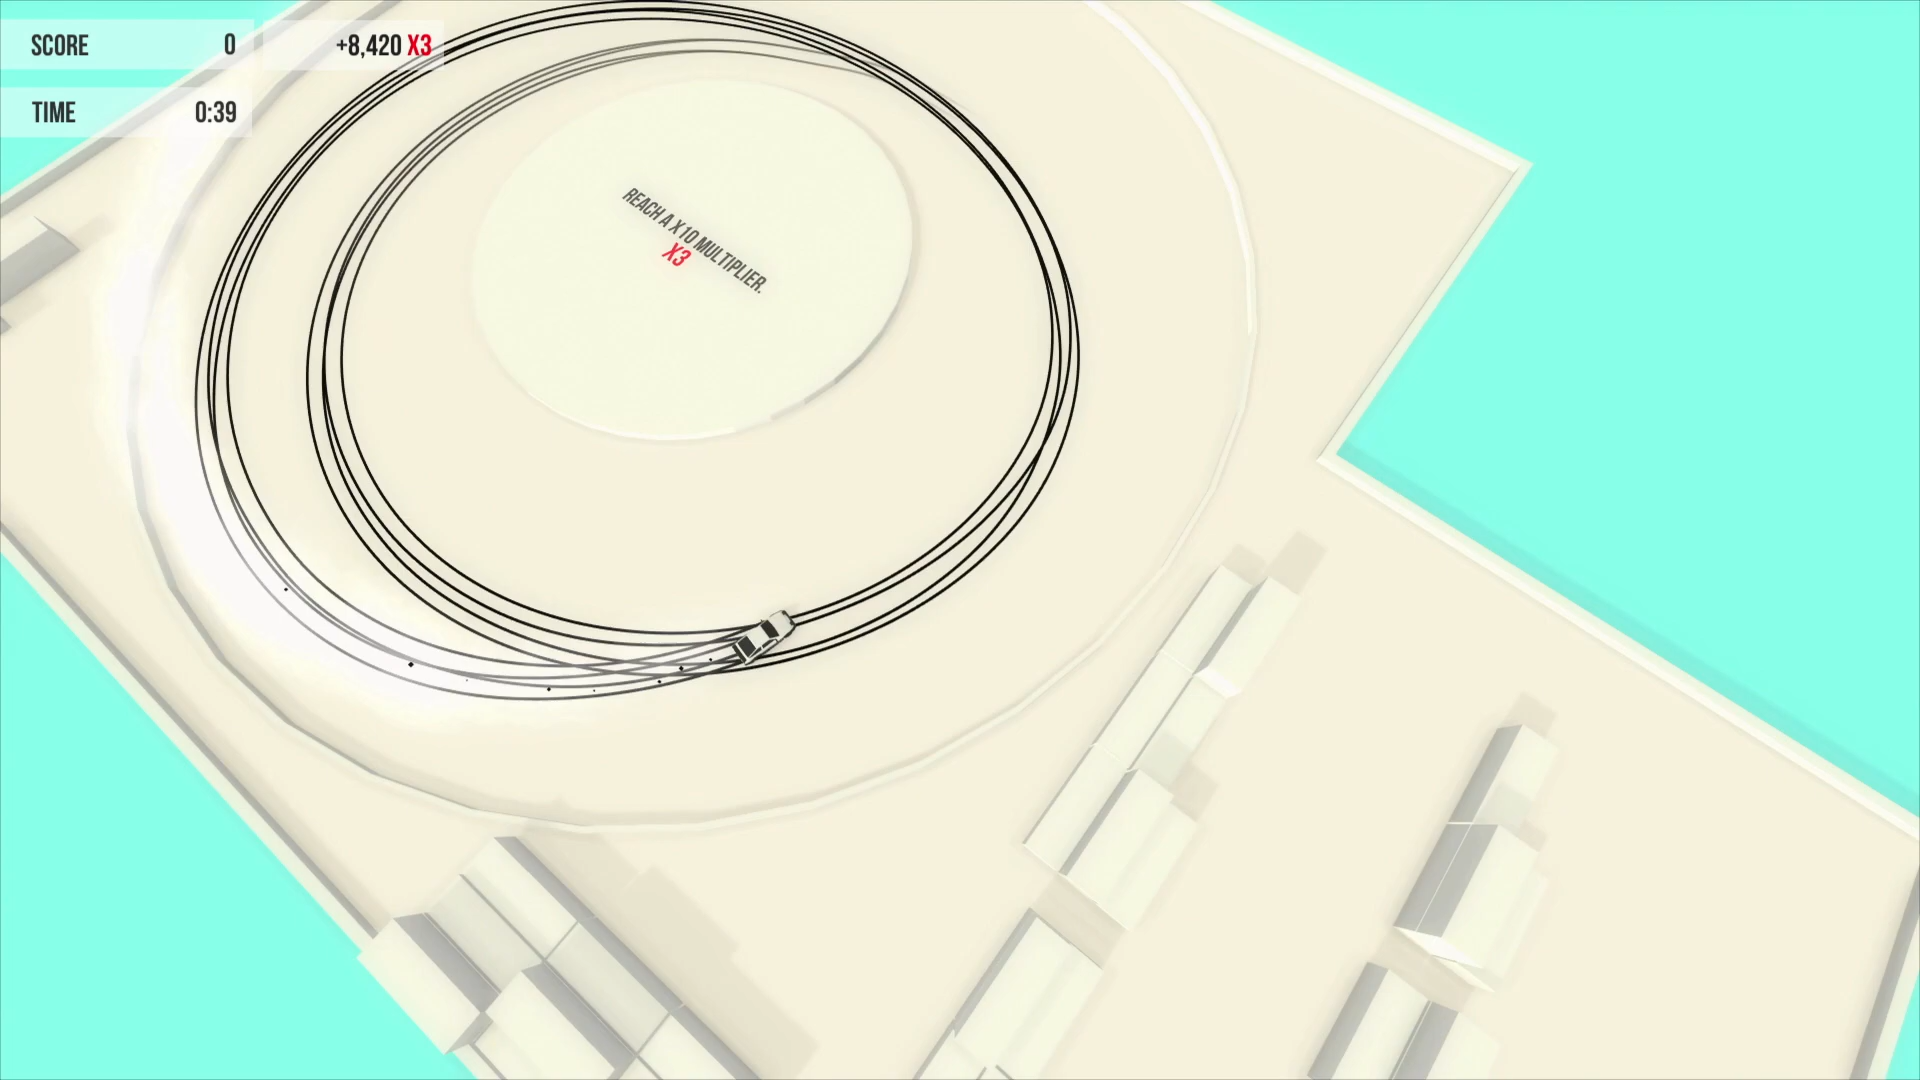 SCORE 0 +8,420 X3
TIME 0:39
REACH A X10 MULTIPLIER.
X3